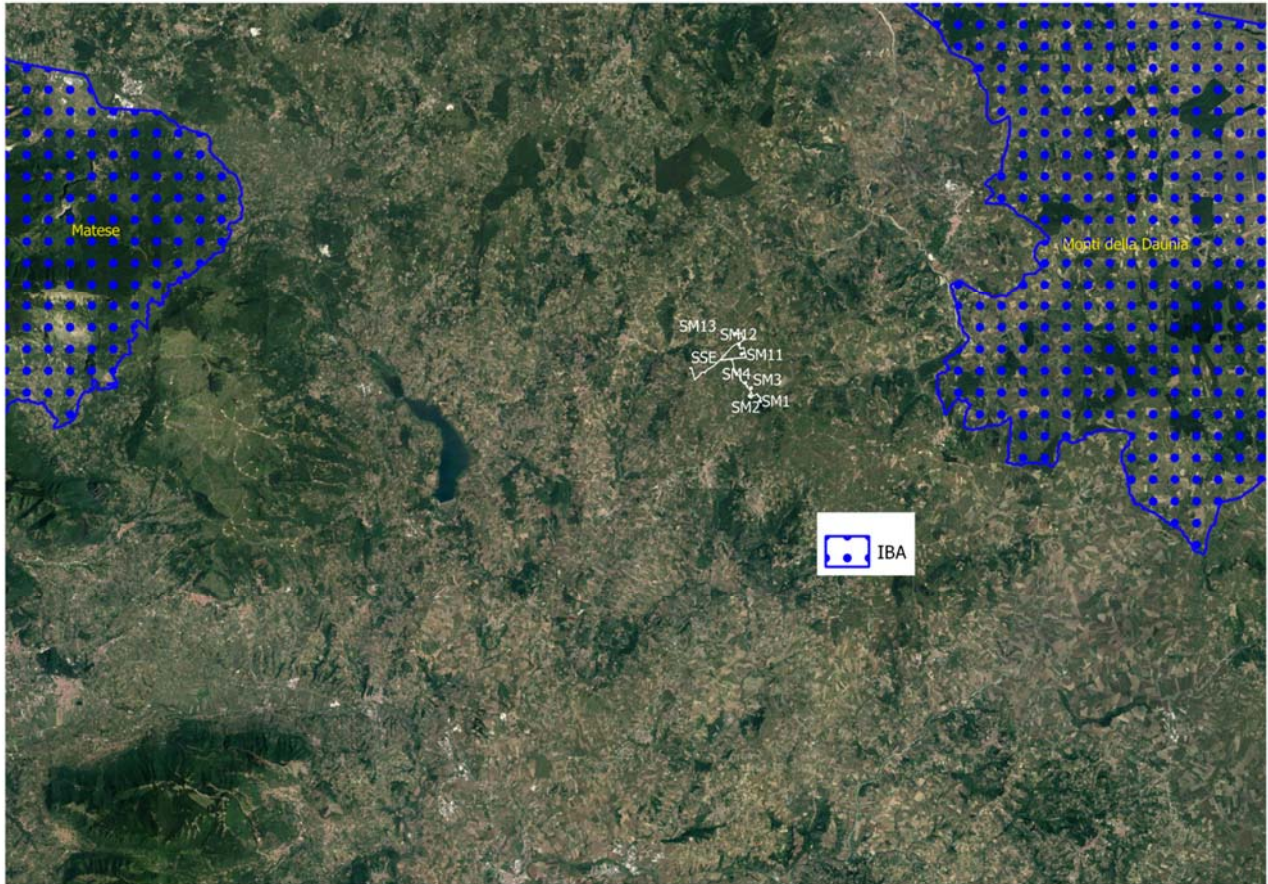 Matese
Monti della Daunia
SM13
SM12
SSE
SM11
SM4
SM3
SM2
SM1
IBA